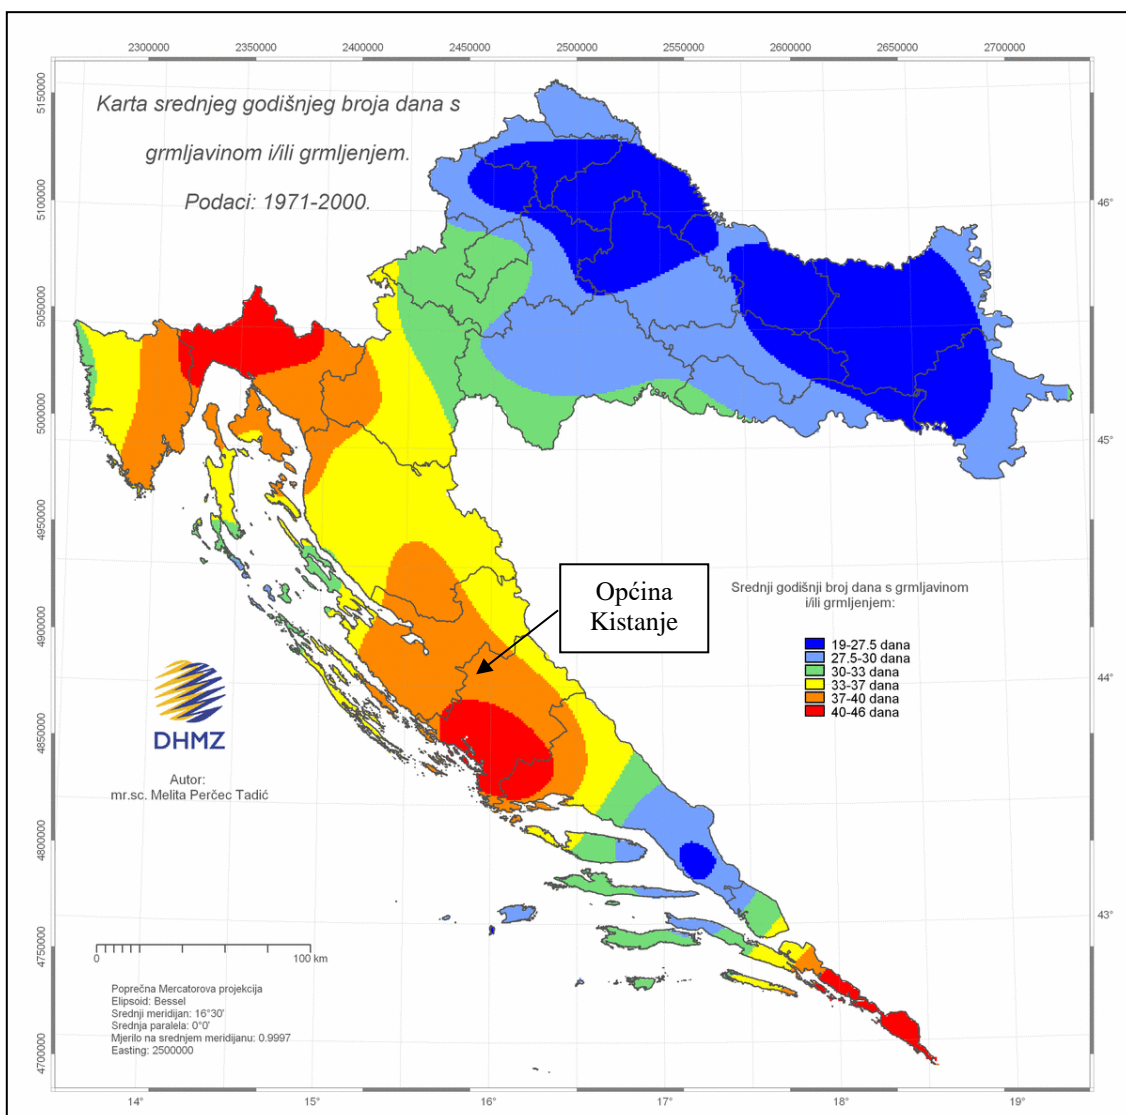 2300000 2350000 2400000 2450000 2500000 2550000 2600000 2650000 2700000
Karta srednjeg godišnjeg broja dana s
grmljavinom i/ili grmljenjem.
Podaci: 1971-2000.
5150000
5100000
5050000
5000000
4950000
4900000
4850000
4800000
4750000
4700000
46°
45°
44°
43°
Općina
Kistanje
Srednji godišnji broj dana s grmljavinom
i/ili grmljenjem:
19-27.5 dana
27.5-30 dana
30-33 dana
33-37 dana
37-40 dana
40-46 dana
DHMZ
Autor:
mr.sc. Melita Perčec Tadić
0 100 km
Poprečna Mercatorova projekcija
Elipsoid: Bessel
Srednji meridijan: 16°30'
Srednja paralela: 0°0'
Mjerilo na srednjem meridijanu: 0.9997
Easting: 2500000
14° 15° 16° 17° 18° 19°